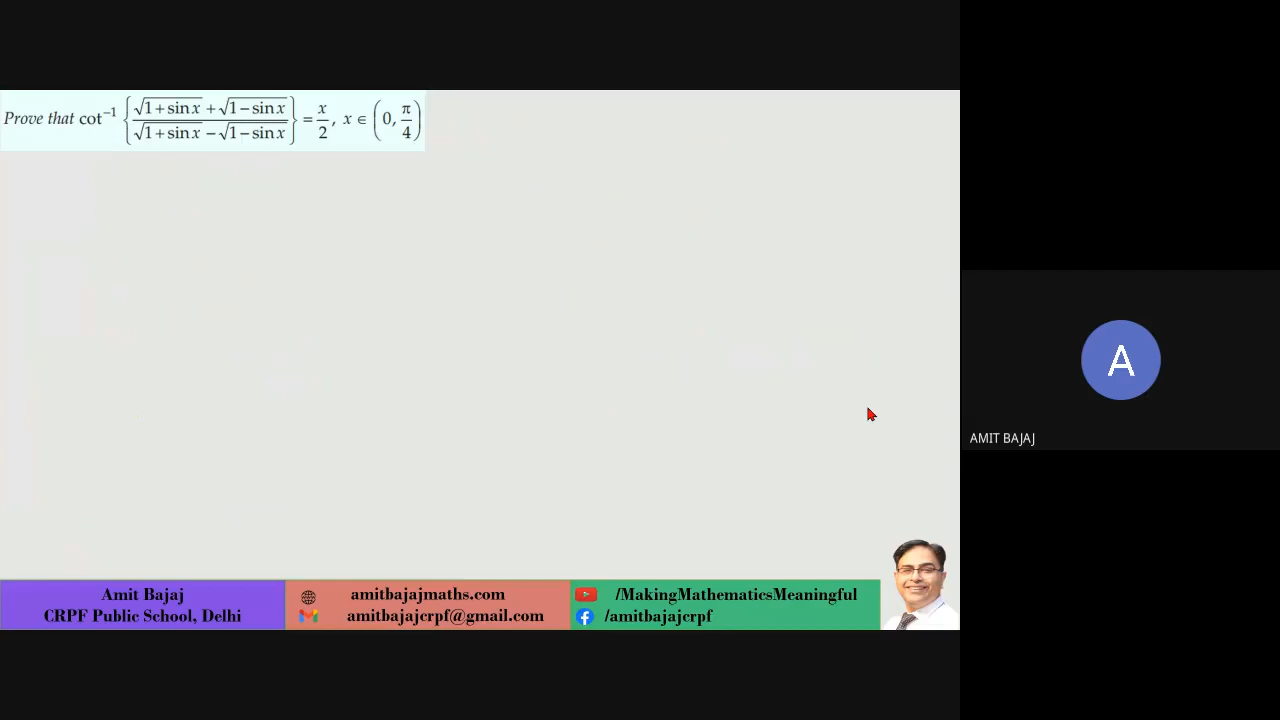 Prove that cot⁻¹ { (√(1+sin x) + √(1−sin x)) / (√(1+sin x) − √(1−sin x)) } = x/2, x ∈ (0, π/4)
A
AMIT BAJAJ
Amit Bajaj
CRPF Public School, Delhi
amitbajajmaths.com
amitbajajcrpf@gmail.com
/MakingMathematicsMeaningful
/amitbajajcrpf